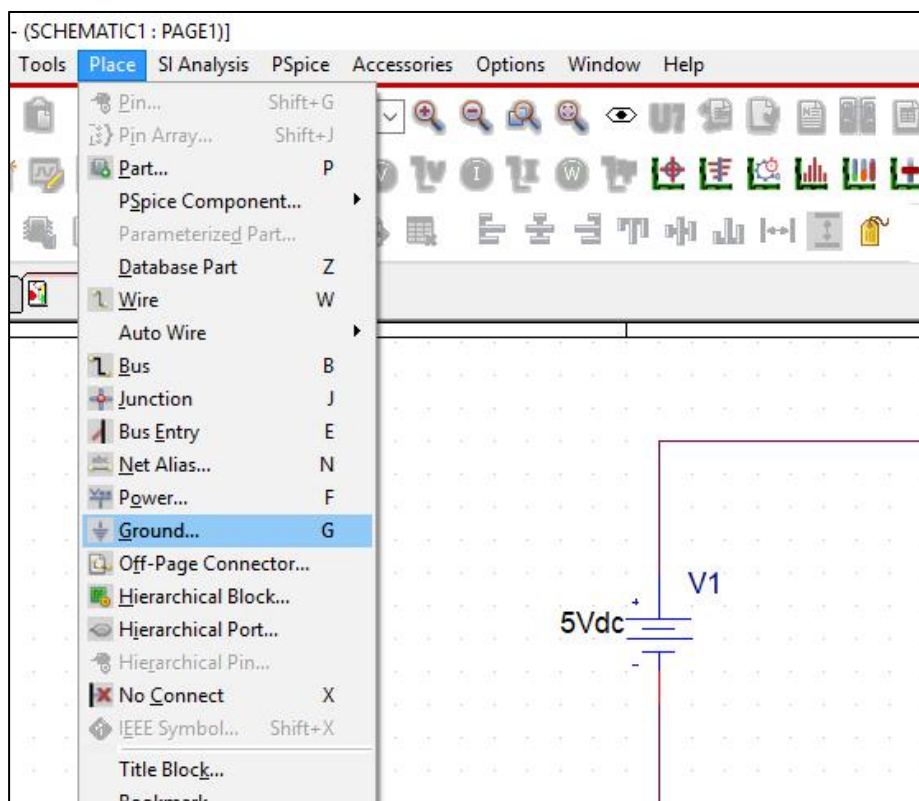 - (SCHEMATIC1 : PAGE1)]
Tools Place SI Analysis PSpice Accessories Options Window Help
Pin... Shift+G
Pin Array... Shift+J
Part... P
PSpice Component...
Parameterized Part...
Database Part Z
Wire W
Auto Wire
Bus B
Junction J
Bus Entry E
Net Alias... N
Power... F
Ground... G
Off-Page Connector...
Hierarchical Block...
Hierarchical Port...
Hierarchical Pin...
No Connect X
IEEE Symbol... Shift+X
Title Block...
Bookmark
V1
5Vdc